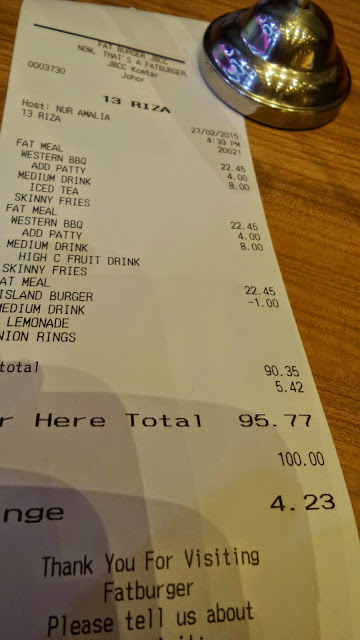 FAT BURGER JBCC
NOW, THAT'S A FATBURGER
JBCC Komtar
Johor
0003730
13 RIZA
Host: NUR AMALIA 27/02/2015
13 RIZA 4:39 PM
20021
FAT MEAL 22.45
WESTERN BBQ 4.00
ADD PATTY 8.00
MEDIUM DRINK
ICED TEA
SKINNY FRIES
FAT MEAL 22.45
WESTERN BBQ 4.00
ADD PATTY 8.00
MEDIUM DRINK
HIGH C FRUIT DRINK
SKINNY FRIES
AT MEAL 22.45
ISLAND BURGER -1.00
MEDIUM DRINK
LEMONADE
NION RINGS
total 90.35
5.42
r Here Total 95.77
100.00
nge 4.23
Thank You For Visiting
Fatburger
Please tell us about